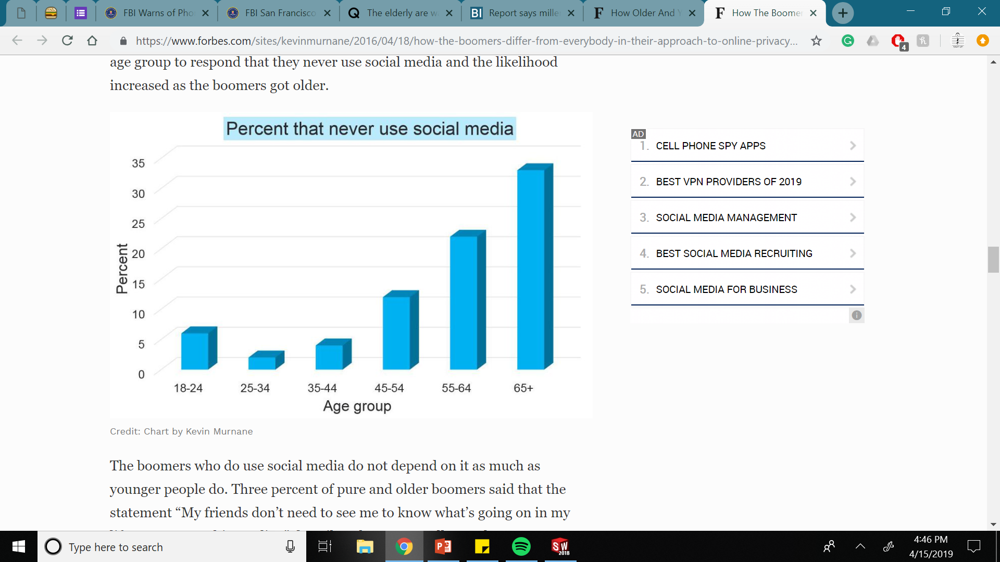 FBI Warns of Pho
FBI San Francisco
The elderly are w
BI
Report says mille
F
How Older And Y
F
How The Boomer
https://www.forbes.com/sites/kevinmurnane/2016/04/18/how-the-boomers-differ-from-everybody-in-their-approach-to-online-privacy...
4
age group to respond that they never use social media and the likelihood
increased as the boomers got older.
Percent that never use social media
35
30
25
20
15
10
5
0
Percent
18-24 25-34 35-44 45-54 55-64 65+
Age group
Credit: Chart by Kevin Murnane
AD
1. CELL PHONE SPY APPS
2. BEST VPN PROVIDERS OF 2019
3. SOCIAL MEDIA MANAGEMENT
4. BEST SOCIAL MEDIA RECRUITING
5. SOCIAL MEDIA FOR BUSINESS
The boomers who do use social media do not depend on it as much as
younger people do. Three percent of pure and older boomers said that the
statement “My friends don’t need to see me to know what’s going on in my
Type here to search
P
SW
2018
4:46 PM
4/15/2019